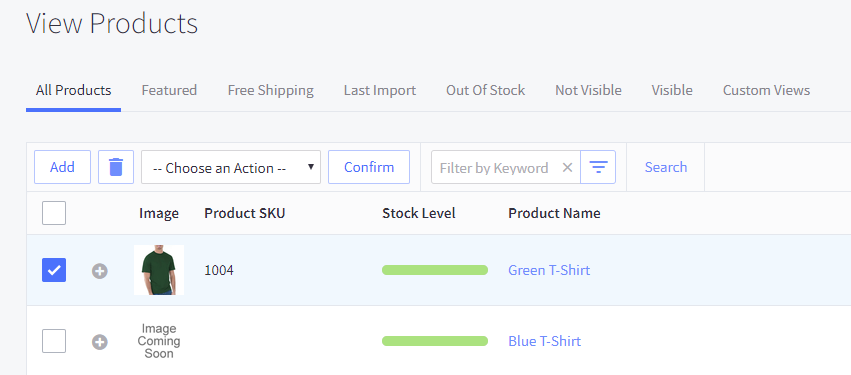 View Products
All Products Featured Free Shipping Last Import Out Of Stock Not Visible Visible Custom Views
Add -- Choose an Action -- Confirm Filter by Keyword Search
Image Product SKU Stock Level Product Name
1004 Green T-Shirt
Image
Coming
Soon
Blue T-Shirt